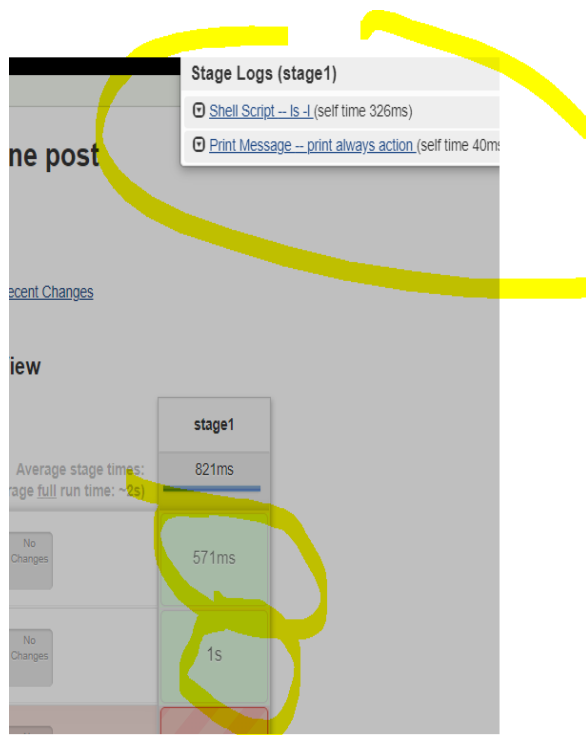 Stage Logs (stage1)
Shell Script -- ls -l (self time 326ms)
Print Message -- print always action (self time 40ms
ne post
ecent Changes
iew
stage1
Average stage times:
821ms
rage full run time: ~2s)
No
Changes
571ms
No
Changes
1s